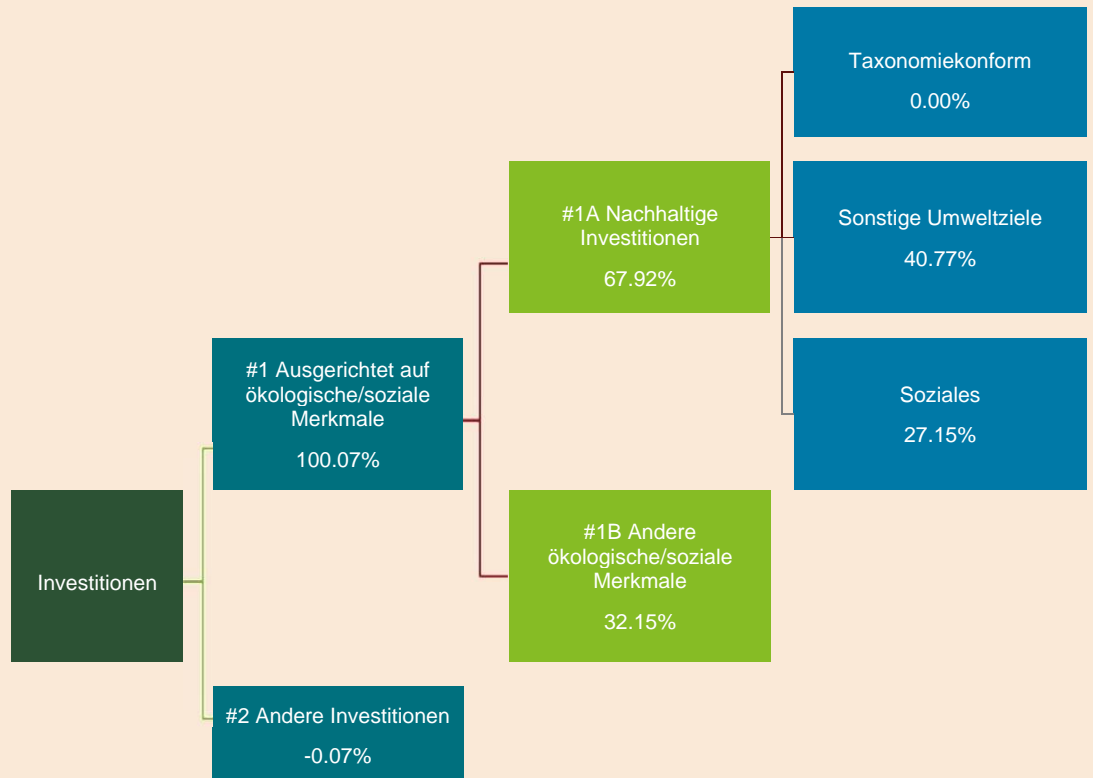 Investitionen
#1 Ausgerichtet auf
ökologische/soziale
Merkmale
100.07%
#2 Andere Investitionen
-0.07%
#1A Nachhaltige
Investitionen
67.92%
#1B Andere
ökologische/soziale
Merkmale
32.15%
Taxonomiekonform
0.00%
Sonstige Umweltziele
40.77%
Soziales
27.15%